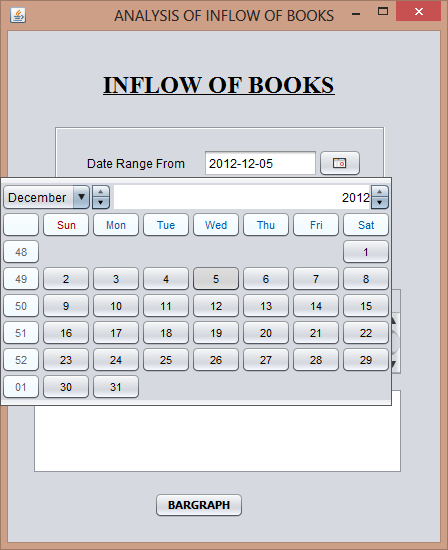 ANALYSIS OF INFLOW OF BOOKS
INFLOW OF BOOKS
Date Range From 2012-12-05
December 2012
Sun Mon Tue Wed Thu Fri Sat
48 1
49 2 3 4 5 6 7 8
50 9 10 11 12 13 14 15
51 16 17 18 19 20 21 22
52 23 24 25 26 27 28 29
01 30 31
BARGRAPH